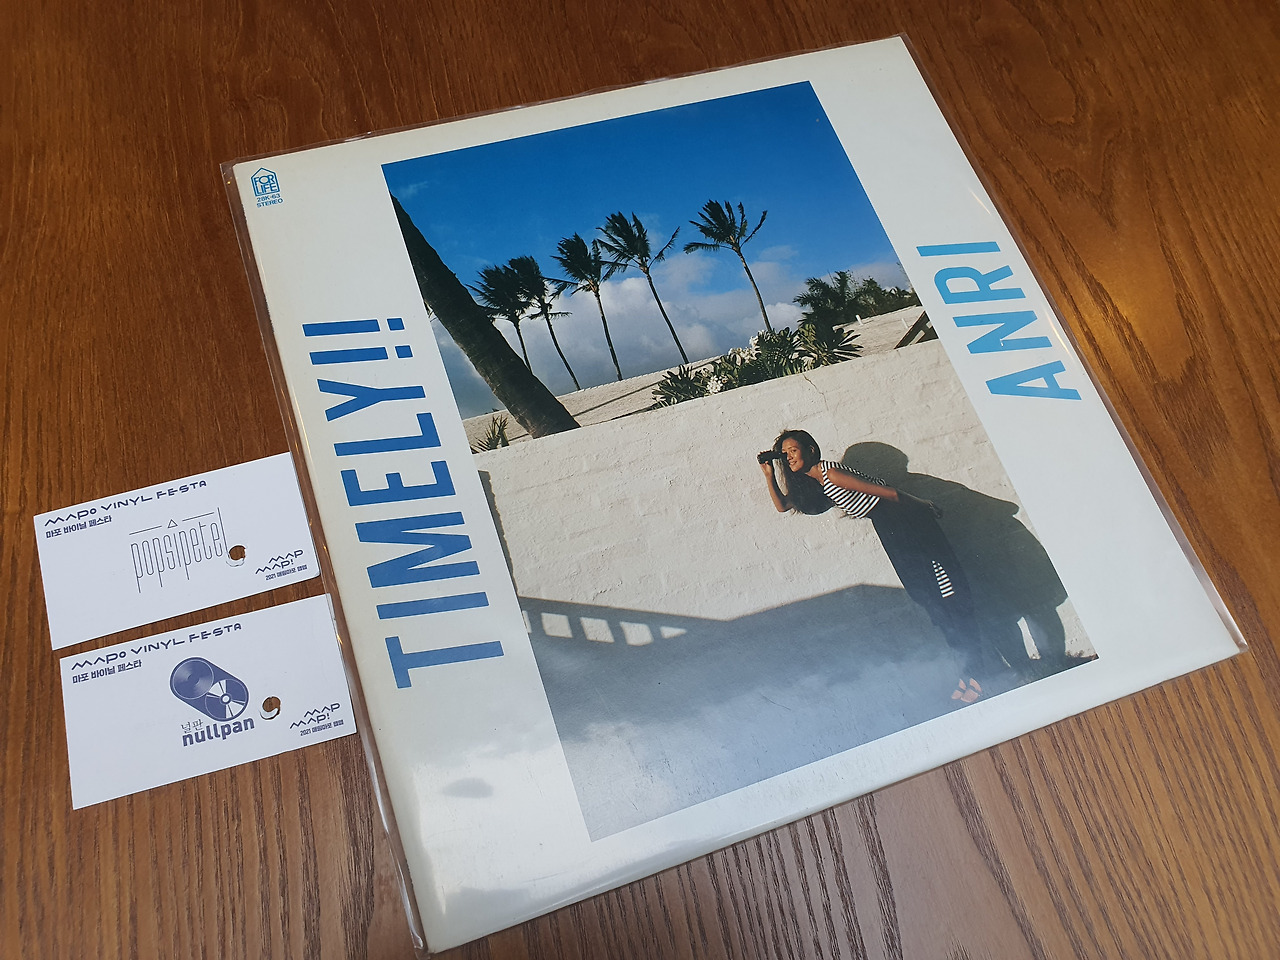 FOR
LIFE
28K-63
STEREO
TIMELY!!
ANRI
MAPO VINYL FESTA
마포 바이닐 페스타
popsipetel
MAP
MAP!
2021 매핑마포 맵맵
MAPO VINYL FESTA
마포 바이닐 페스타
널판
nullpan
MAP
MAP!
2021 매핑마포 맵맵